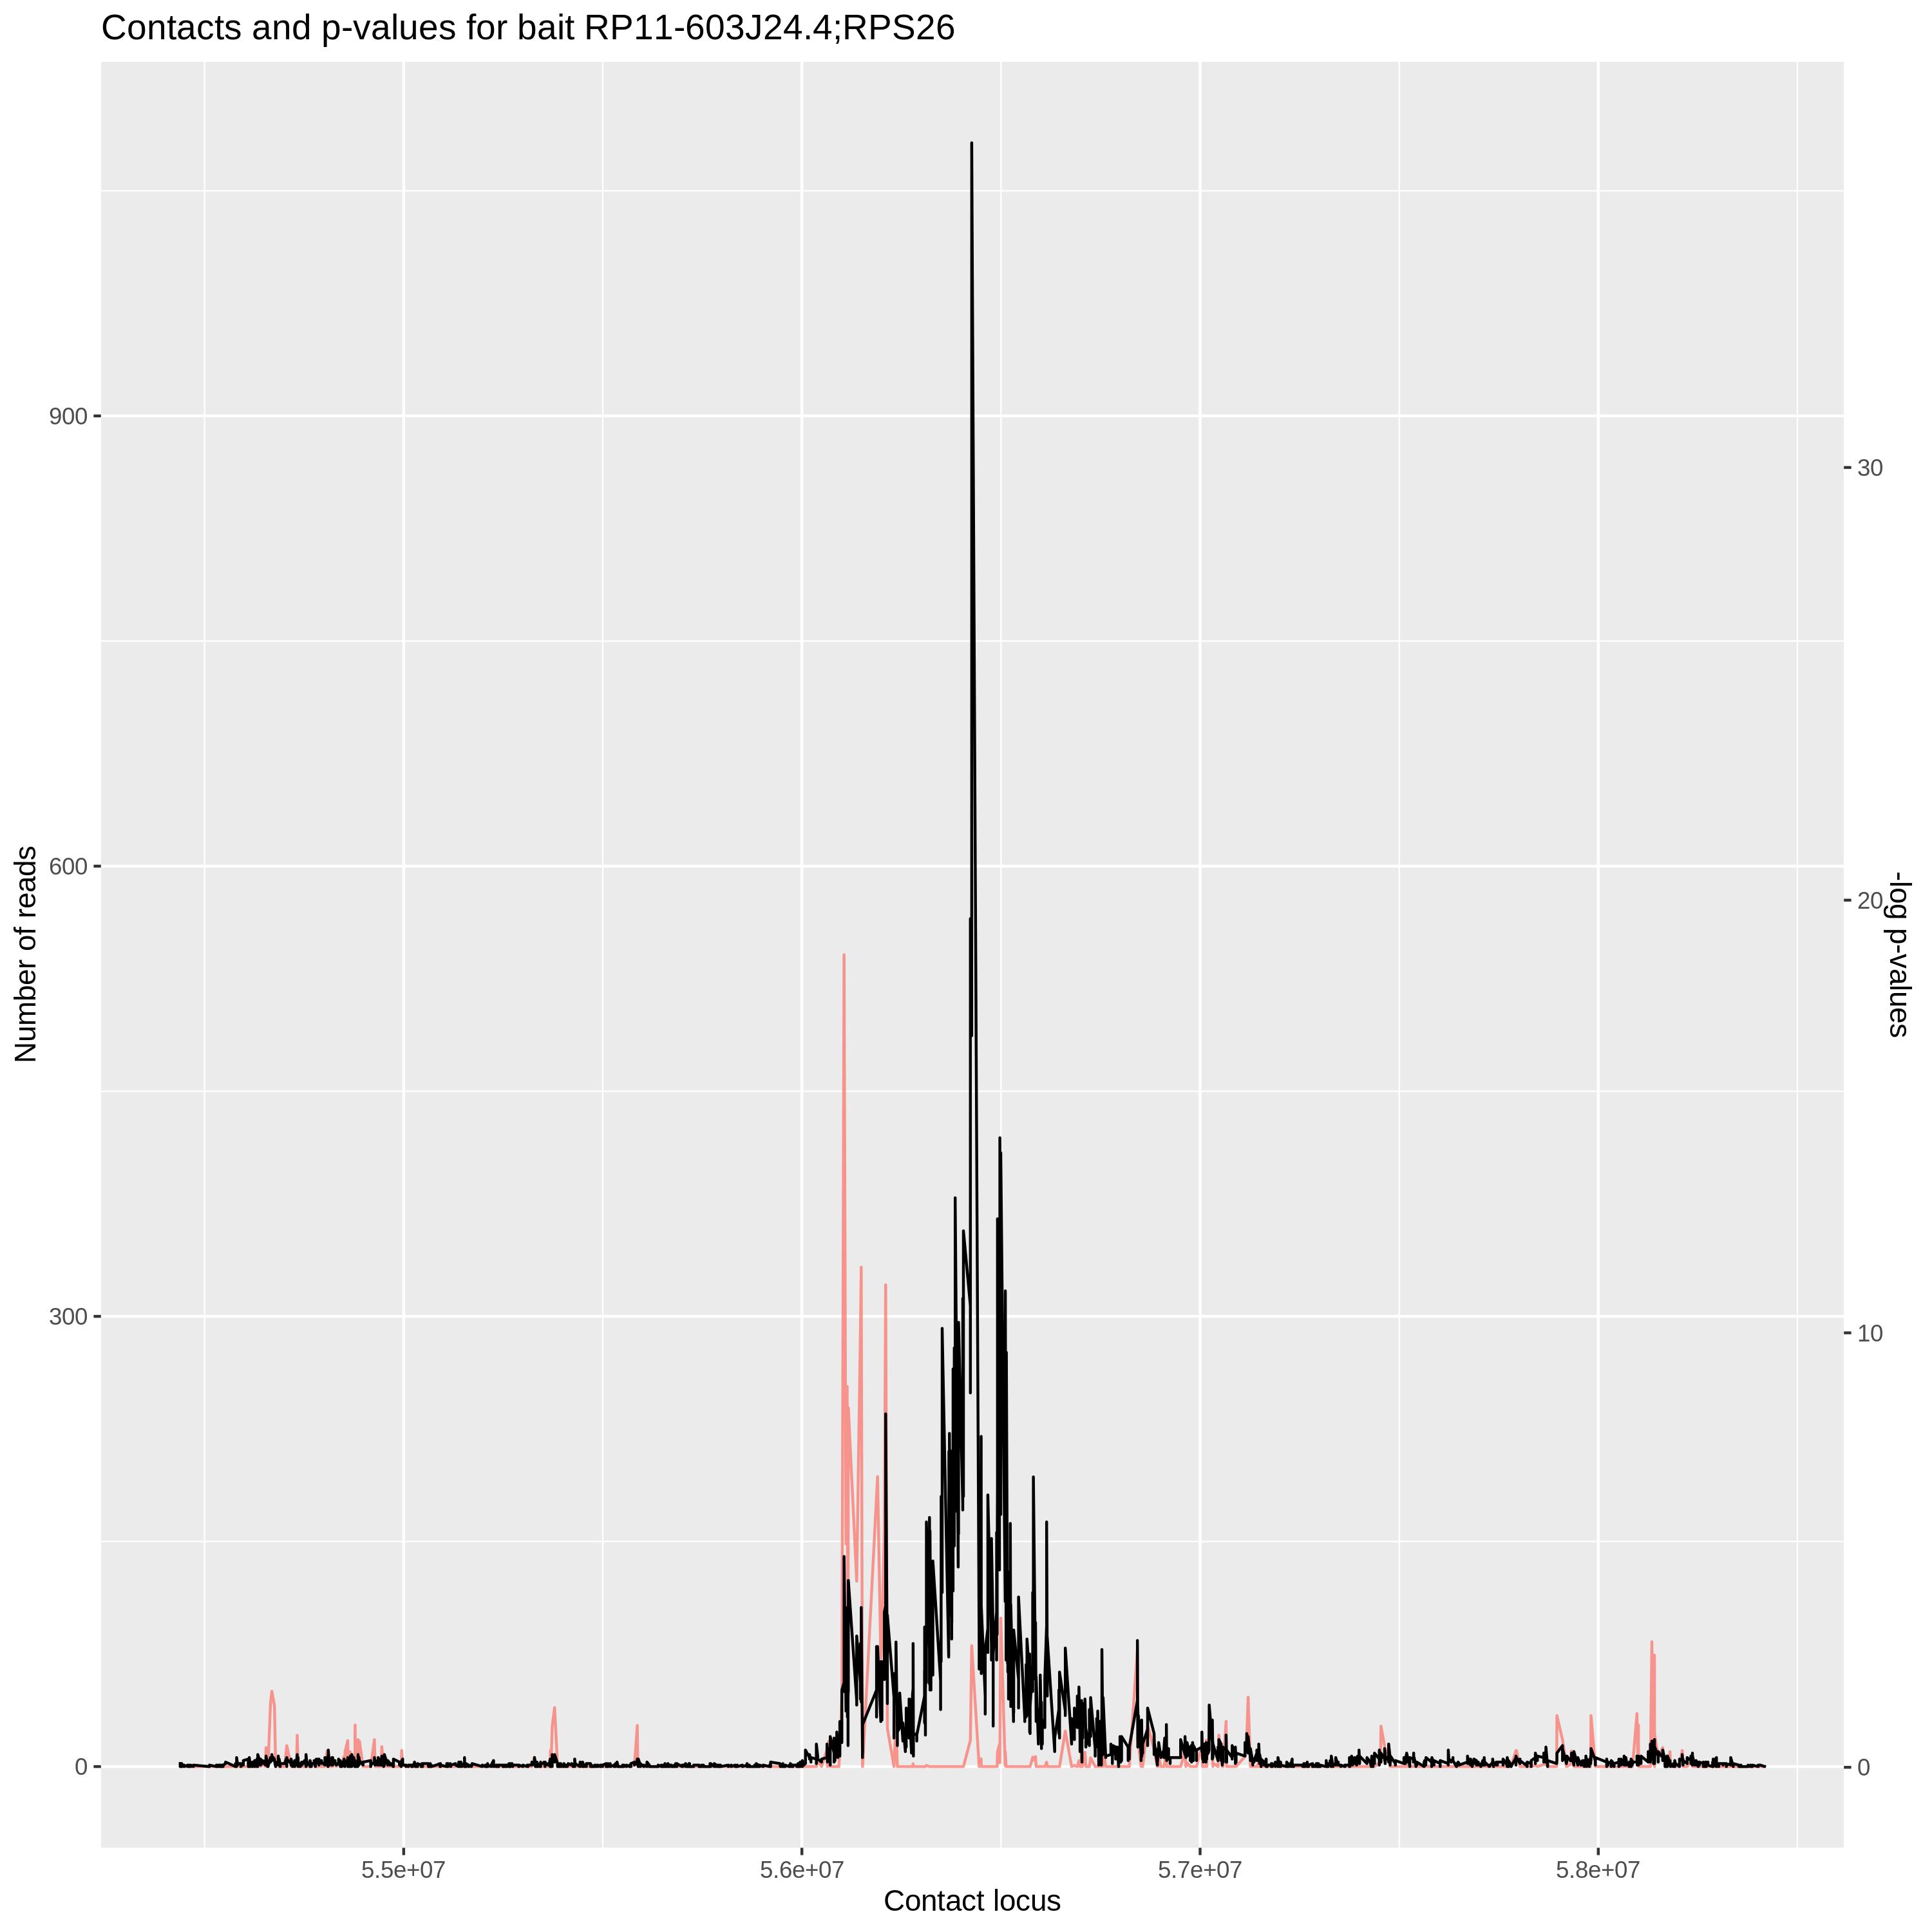 Contacts and p-values for bait RP11-603J24.4;RPS26
900
600
300
0
Number of reads
30
20
10
0
-log p-values
5.5e+07
5.6e+07
5.7e+07
5.8e+07
Contact locus